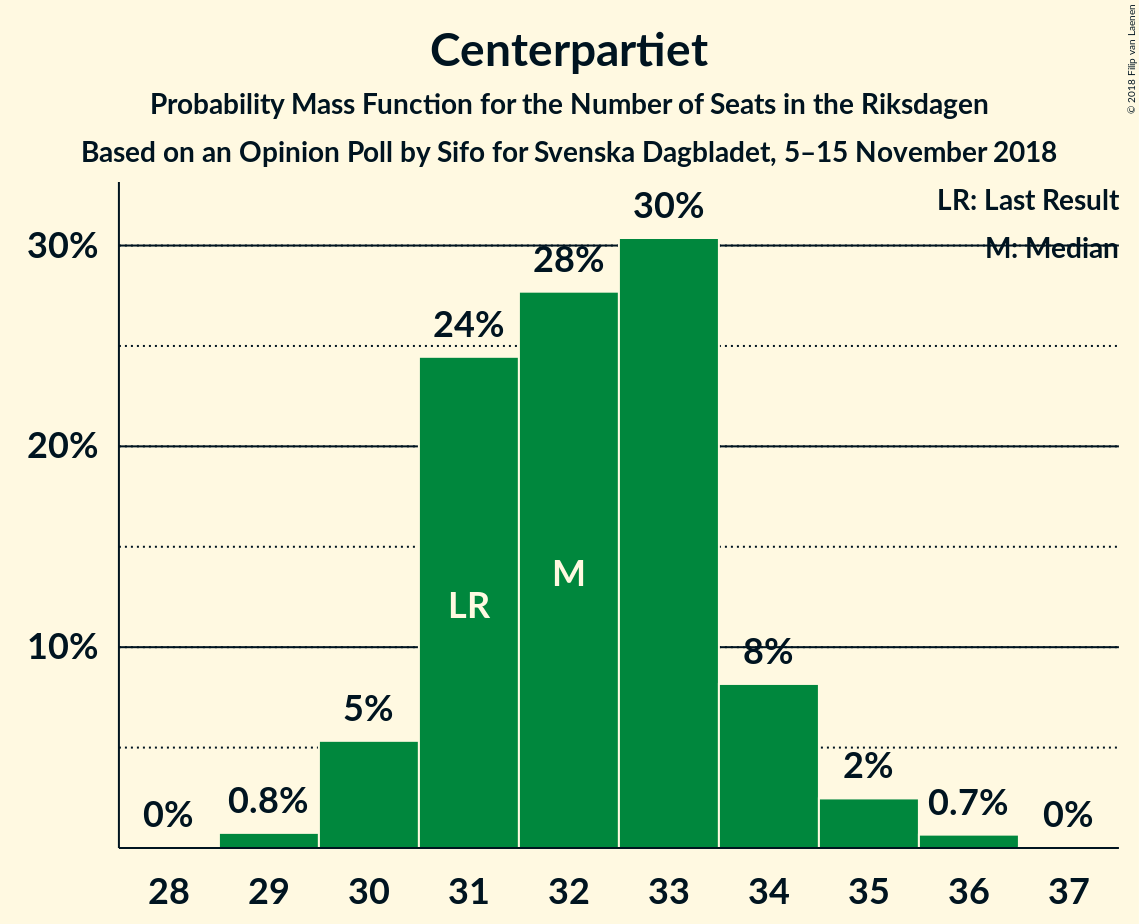 Centerpartiet
Probability Mass Function for the Number of Seats in the Riksdagen
Based on an Opinion Poll by Sifo for Svenska Dagbladet, 5–15 November 2018
© 2018 Filip van Laenen
LR: Last Result
M: Median
30%
20%
10%
0%
0.8%
5%
24%
28%
30%
8%
2%
0.7%
0%
LR
M
28 29 30 31 32 33 34 35 36 37